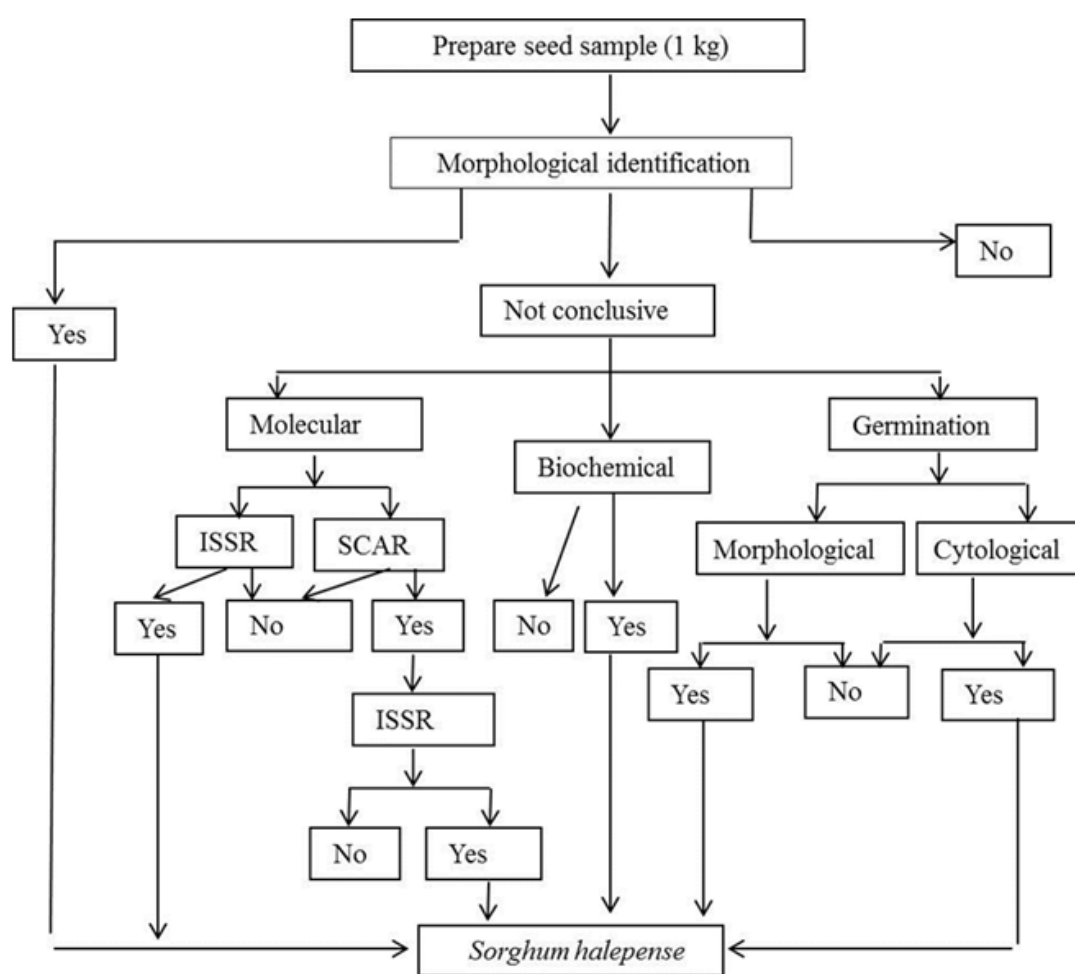 Prepare seed sample (1 kg)
Morphological identification
No
Yes
Not conclusive
Molecular
Biochemical
Germination
ISSR
SCAR
Morphological
Cytological
Yes
No
Yes
No
Yes
Yes
No
Yes
ISSR
No
Yes
Sorghum halepense